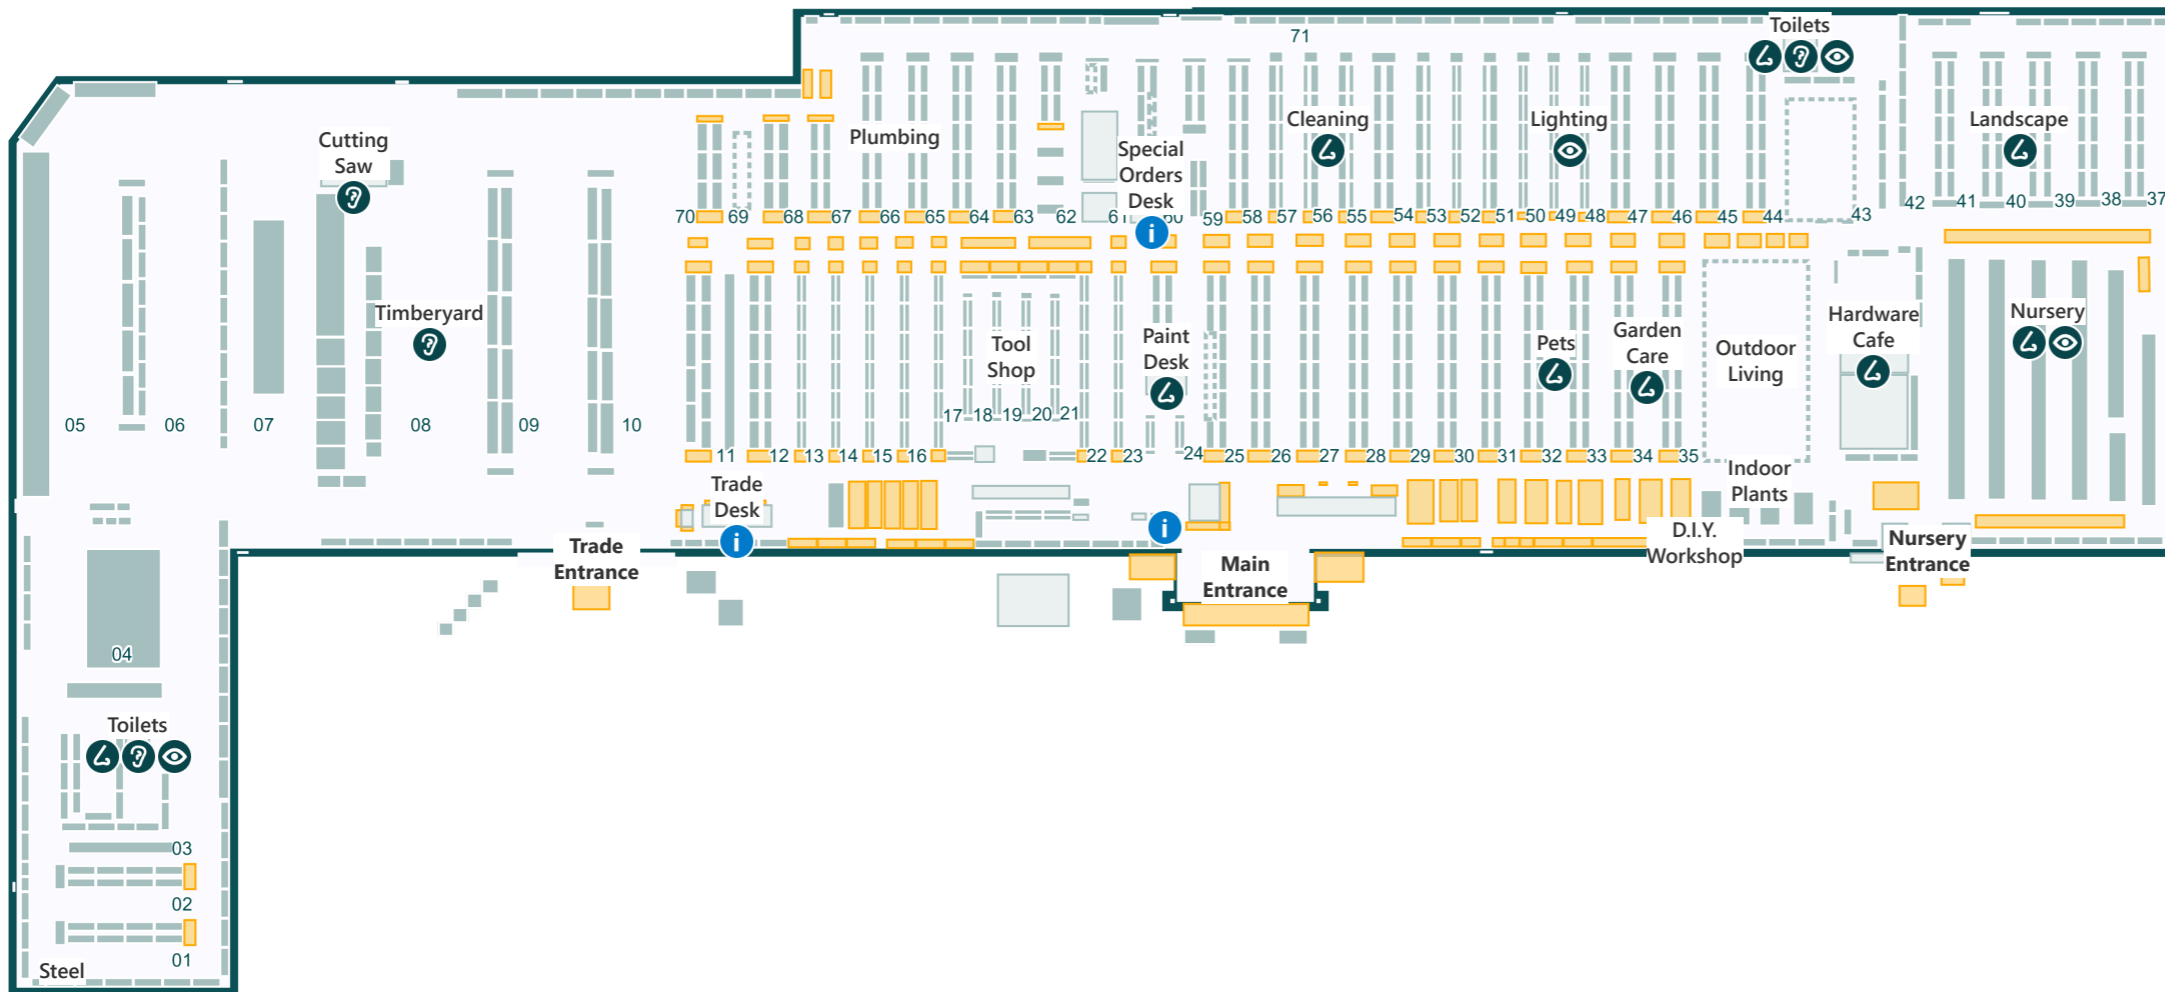 71
Toilets
Cutting
Saw
Plumbing
Special
Orders
Desk
i
Cleaning
Lighting
Landscape
70
69
68
67
66
65
64
63
62
61
60
59
58
57
56
55
54
53
52
51
50
49
48
47
46
45
44
43
42
41
40
39
38
37
Timberyard
Tool
Shop
Paint
Desk
Pets
Garden
Care
Outdoor
Living
Hardware
Cafe
Nursery
05
06
07
08
09
10
17
18
19
20
21
11
12
13
14
15
16
22
23
24
25
26
27
28
29
30
31
32
33
34
35
Trade
Desk
i
i
Indoor
Plants
D.I.Y.
Workshop
Trade
Entrance
Main
Entrance
Nursery
Entrance
04
Toilets
03
02
01
Steel